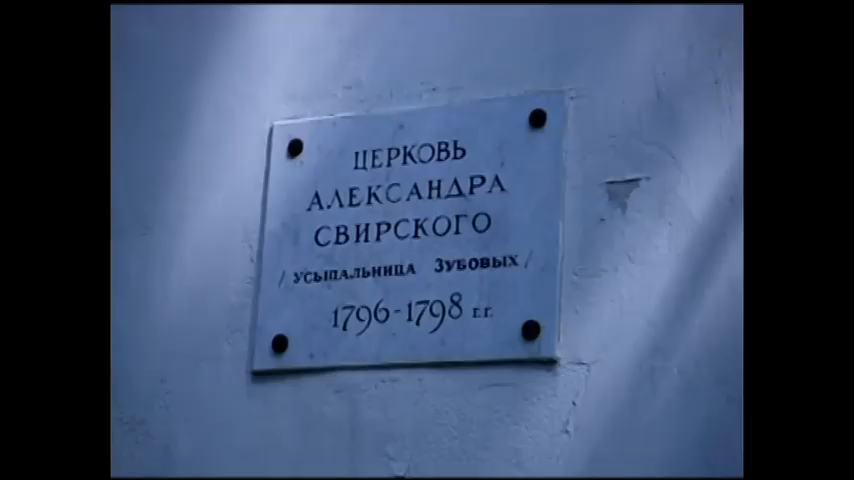 ЦЕРКОВЬ
АЛЕКСАНДРА
СВИРСКОГО
/УСЫПАЛЬНИЦА ЗУБОВЫХ/
1796-1798 г.г.